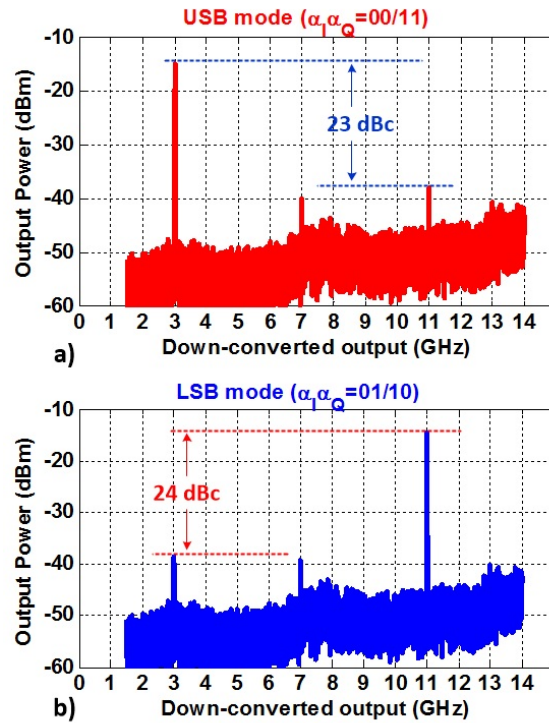 USB mode (α_Iα_Q=00/11)
Output Power (dBm)
-10
-20
-30
-40
-50
-60
23 dBc
0 1 2 3 4 5 6 7 8 9 10 11 12 13 14
Down-converted output (GHz)
a)
LSB mode (α_Iα_Q=01/10)
Output Power (dBm)
-10
-20
-30
-40
-50
-60
24 dBc
0 1 2 3 4 5 6 7 8 9 10 11 12 13 14
Down-converted output (GHz)
b)